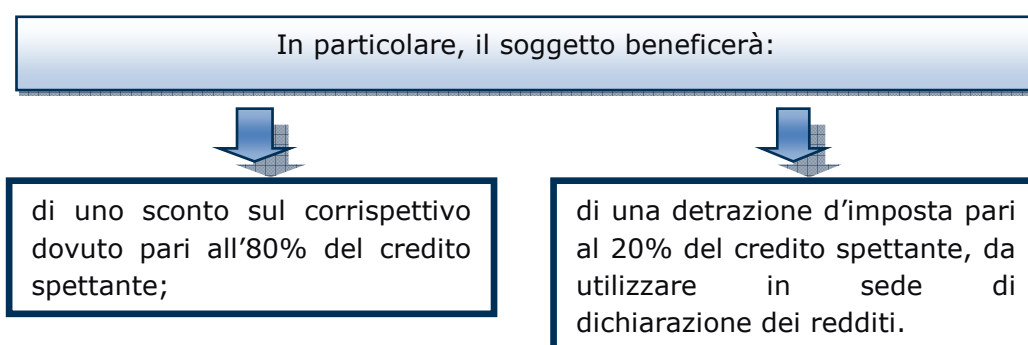 In particolare, il soggetto beneficerà:
di uno sconto sul corrispettivo
dovuto pari all’80% del credito
spettante;
di una detrazione d’imposta pari
al 20% del credito spettante, da
utilizzare in sede di
dichiarazione dei redditi.